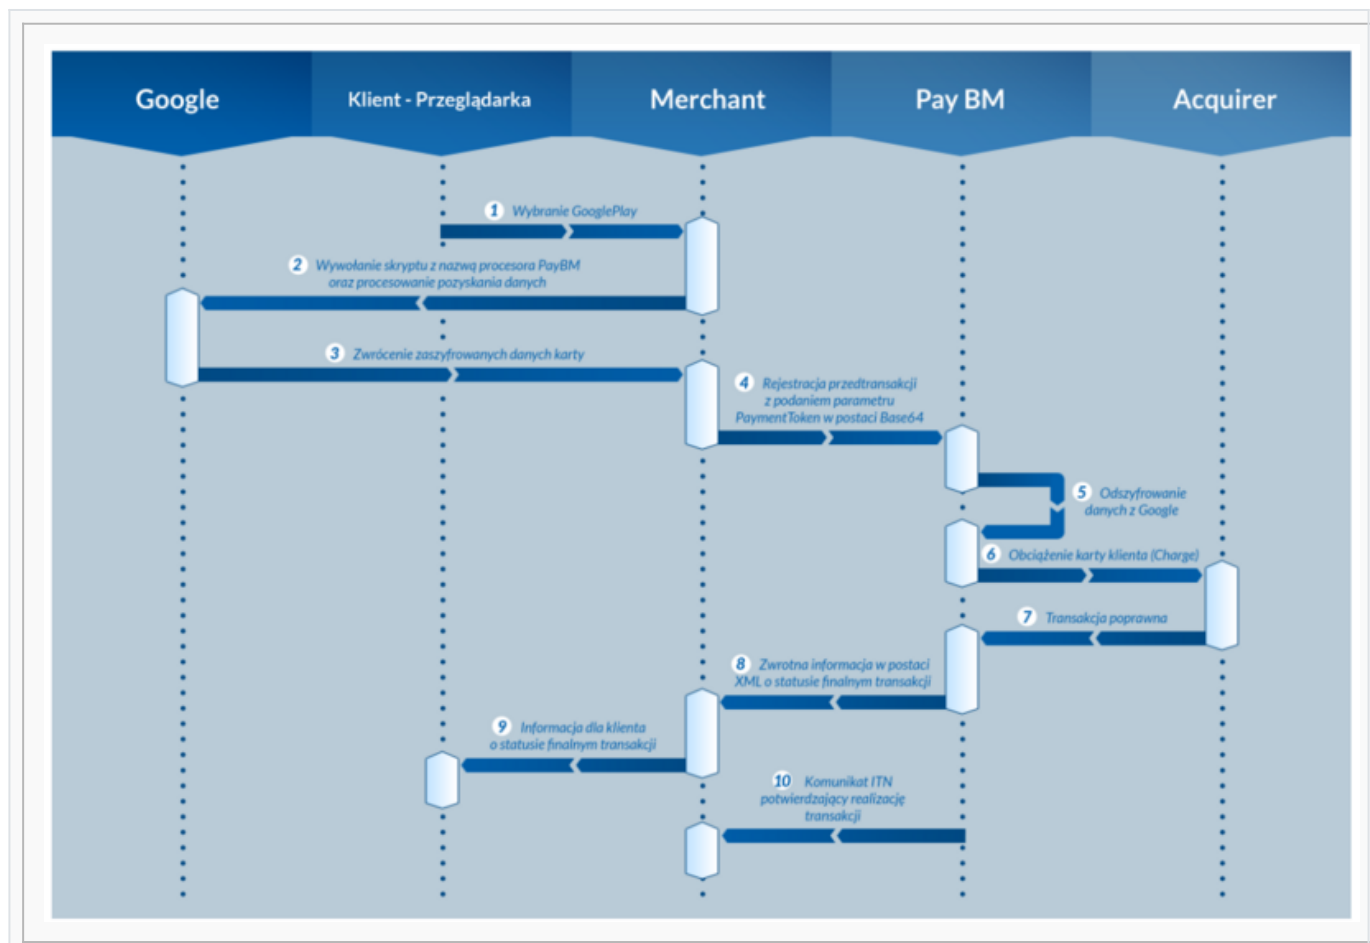 Google
Klient - Przeglądarka
Merchant
Pay BM
Acquirer
1 Wybranie GooglePlay
2 Wywołanie skryptu z nazwą procesora PayBM
oraz procesowanie pozyskania danych
3 Zwrócenie zaszyfrowanych danych karty
4 Rejestracja przedtransakcji
z podaniem parametru
PaymentToken w postaci Base64
5 Odszyfrowanie
danych z Google
6 Obciążenie karty klienta (Charge)
7 Transakcja poprawna
8 Zwrotna informacja w postaci
XML o statusie finalnym transakcji
9 Informacja dla klienta
o statusie finalnym transakcji
10 Komunikat ITN
potwierdzający realizację
transakcji